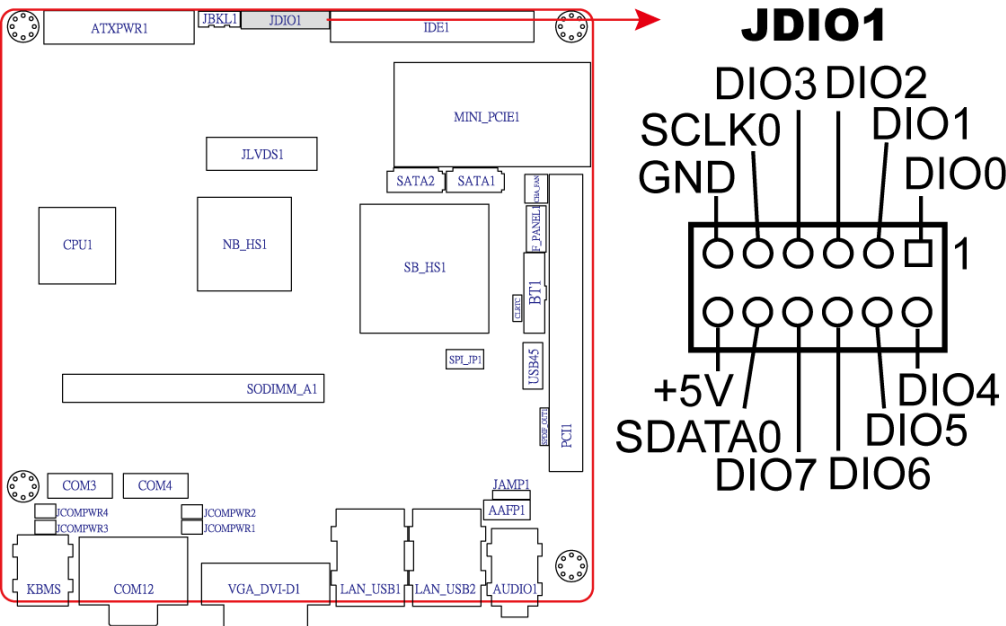 ATXPWR1
JBKL1
JDIO1
IDE1
MINI_PCIE1
JLVDS1
SATA2
SATA1
CHA_FAN
F_PANEL1
CPU1
NB_HS1
SB_HS1
BT1
CLRTC
SPI_JP1
USB45
SODIMM_A1
SPDIF_OUT1
PCI1
COM3
COM4
JAMP1
AAFP1
JCOMPWR4
JCOMPWR2
JCOMPWR3
JCOMPWR1
KBMS
COM12
VGA_DVI-D1
LAN_USB1
LAN_USB2
AUDIO1
JDIO1
DIO3 DIO2
SCLK0 DIO1
GND DIO0
1
+5V DIO4
SDATA0 DIO5
DIO7 DIO6